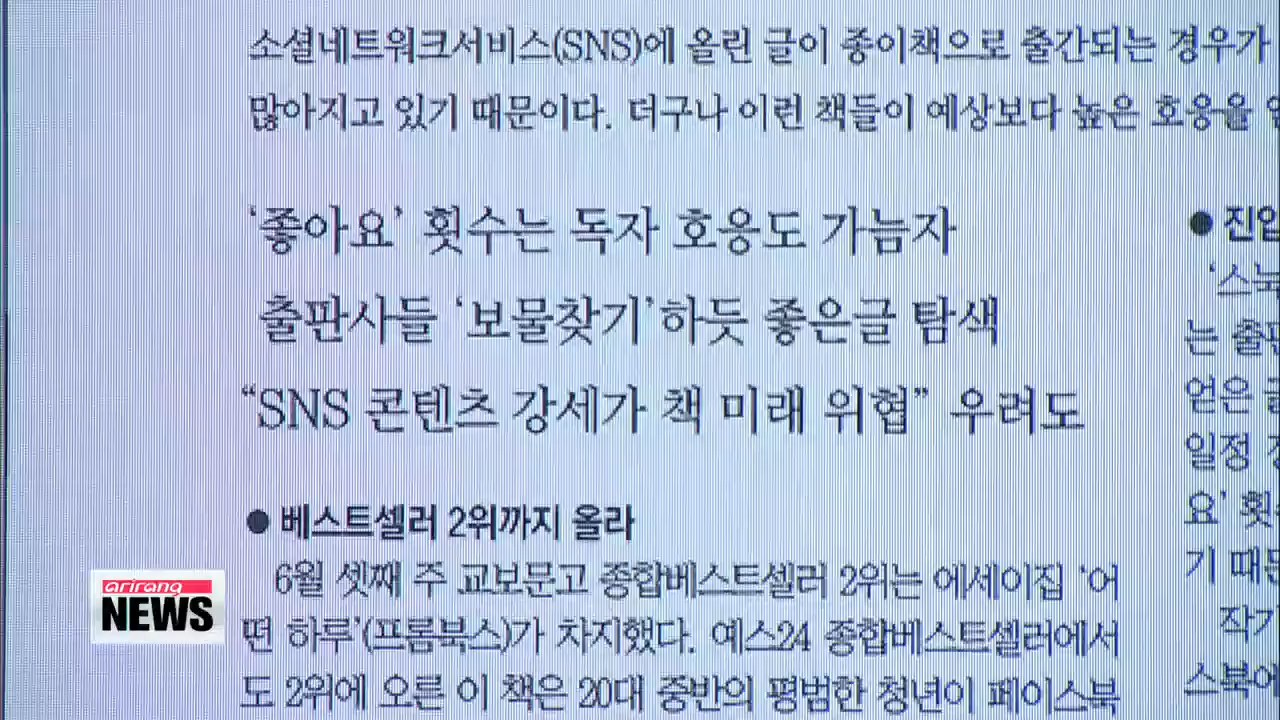 소셜네트워크서비스(SNS)에 올린 글이 종이책으로 출간되는 경우가
많아지고 있기 때문이다. 더구나 이런 책들이 예상보다 높은 호응을
‘좋아요’ 횟수는 독자 호응도 가늠자
출판사들 ‘보물찾기’하듯 좋은글 탐색
“SNS 콘텐츠 강세가 책 미래 위협” 우려도
● 베스트셀러 2위까지 올라
6월 셋째 주 교보문고 종합베스트셀러 2위는 에세이집 ‘어
떤 하루’(프롬북스)가 차지했다. 예스24 종합베스트셀러에서
도 2위에 오른 이 책은 20대 중반의 평범한 청년이 페이스북
● 진입
‘스북
는 출판
얻은 글
일정
요’ 횟
기 때문
작가
스북에
arirang
NEWS